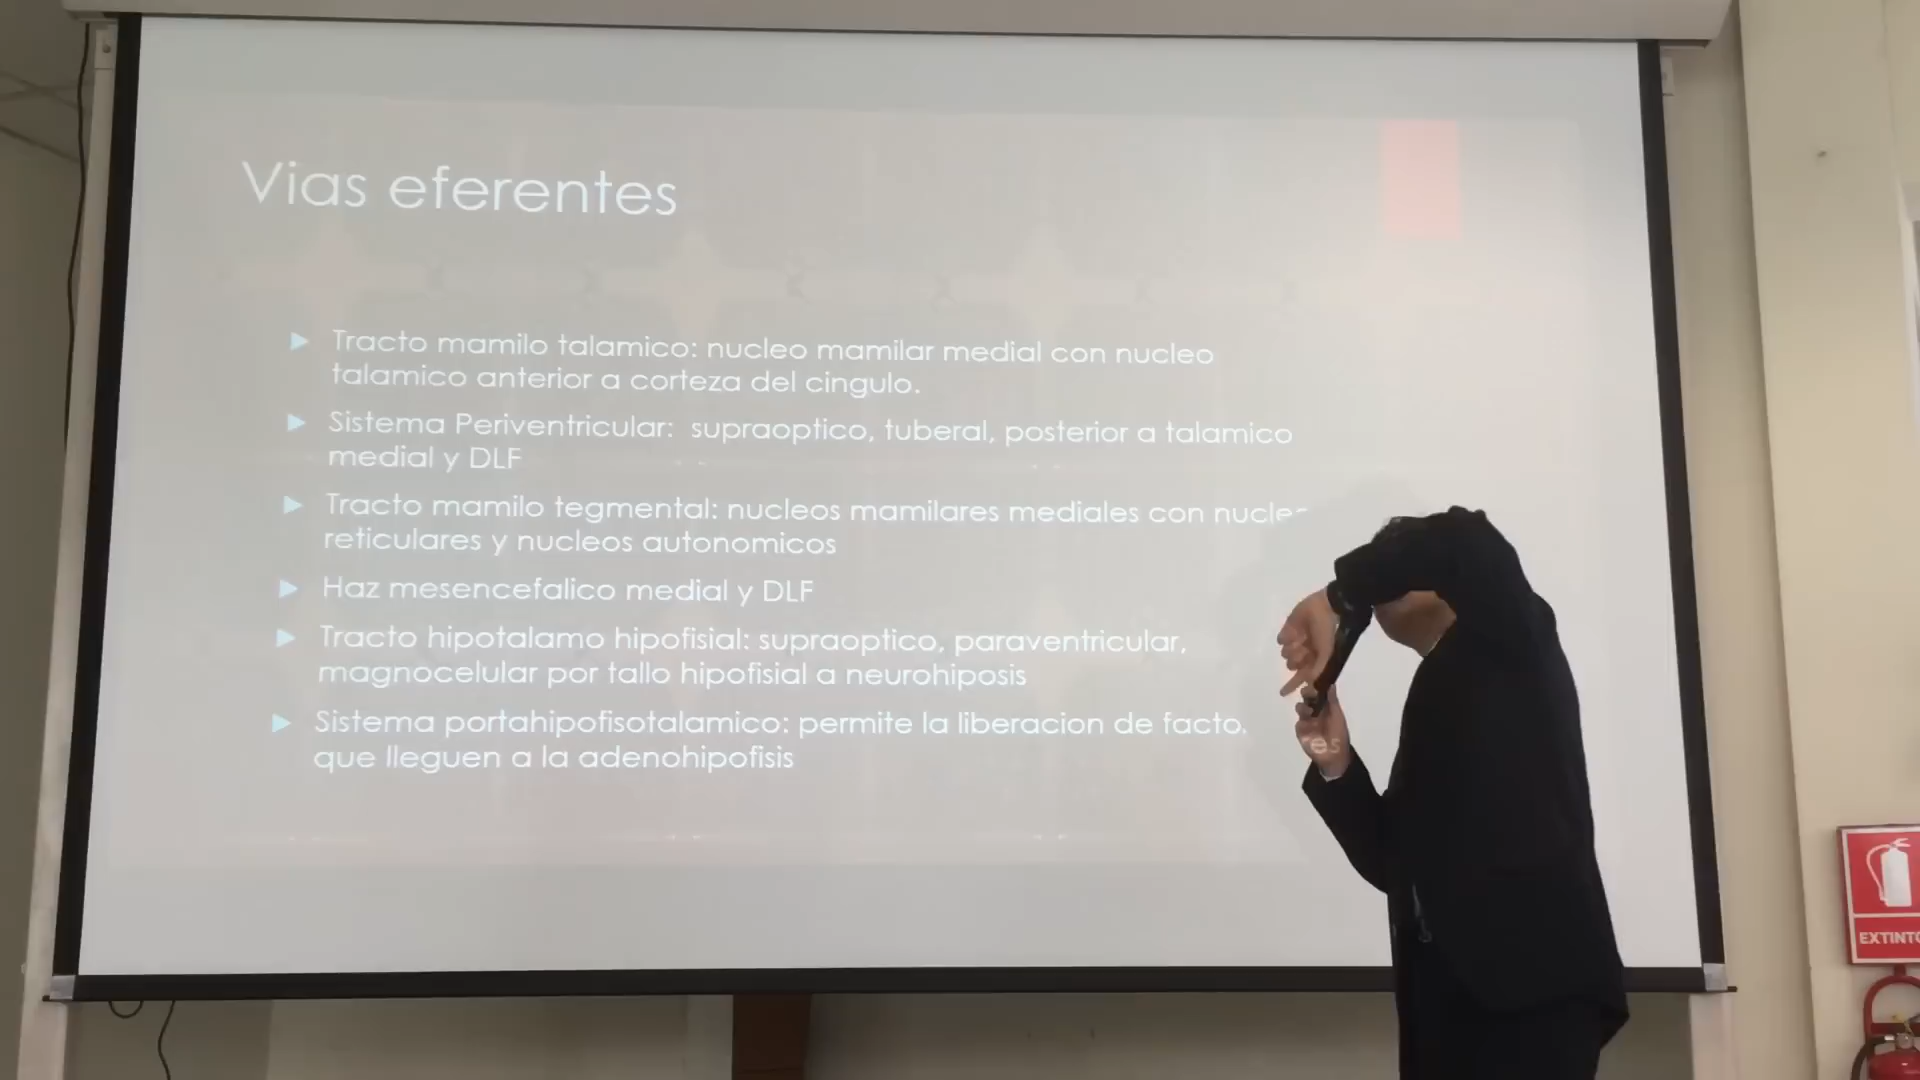 Vias eferentes
Tracto mamilo talamico: nucleo mamilar medial con nucleo
talamico anterior a corteza del cingulo.
Sistema Periventricular: supraoptico, tuberal, posterior a talamico
medial y DLF
Tracto mamilo tegmental: nucleos mamilares mediales con
reticulares y nucleos autonomicos
Haz mesencefalico medial y DLF
Tracto hipotalamo hipofisial: supraoptico, paraventricular,
magnocelular por tallo hipofisial a neurohiposis
Sistema portahipofisotalamico: permite la liberacion de factores
que lleguen a la adenohipofisis